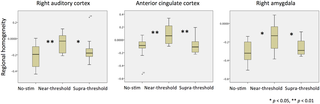 Right auditory cortex
Anterior cingulate cortex
Right amygdala
Regional homogeneity
** *
** **
* *
No-stim Near-threshold Supra-threshold
No-stim Near-threshold Supra-threshold
No-stim Near-threshold Supra-threshold
* p < 0.05, ** p < 0.01